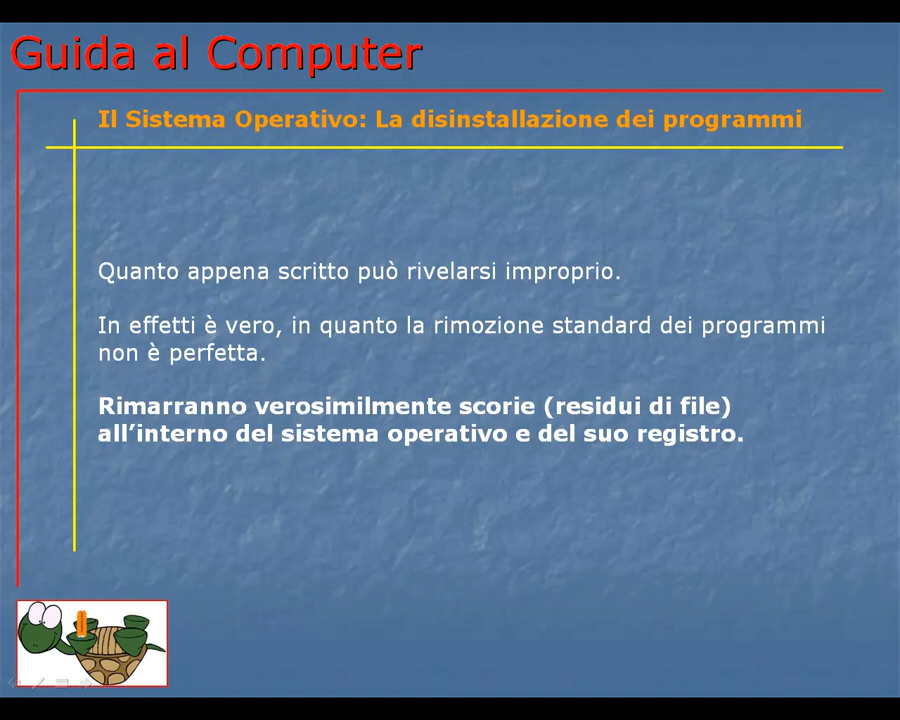 Guida al Computer
Il Sistema Operativo: La disinstallazione dei programmi
Quanto appena scritto può rivelarsi improprio.
In effetti è vero, in quanto la rimozione standard dei programmi
non è perfetta.
Rimarranno verosimilmente scorie (residui di file)
all’interno del sistema operativo e del suo registro.